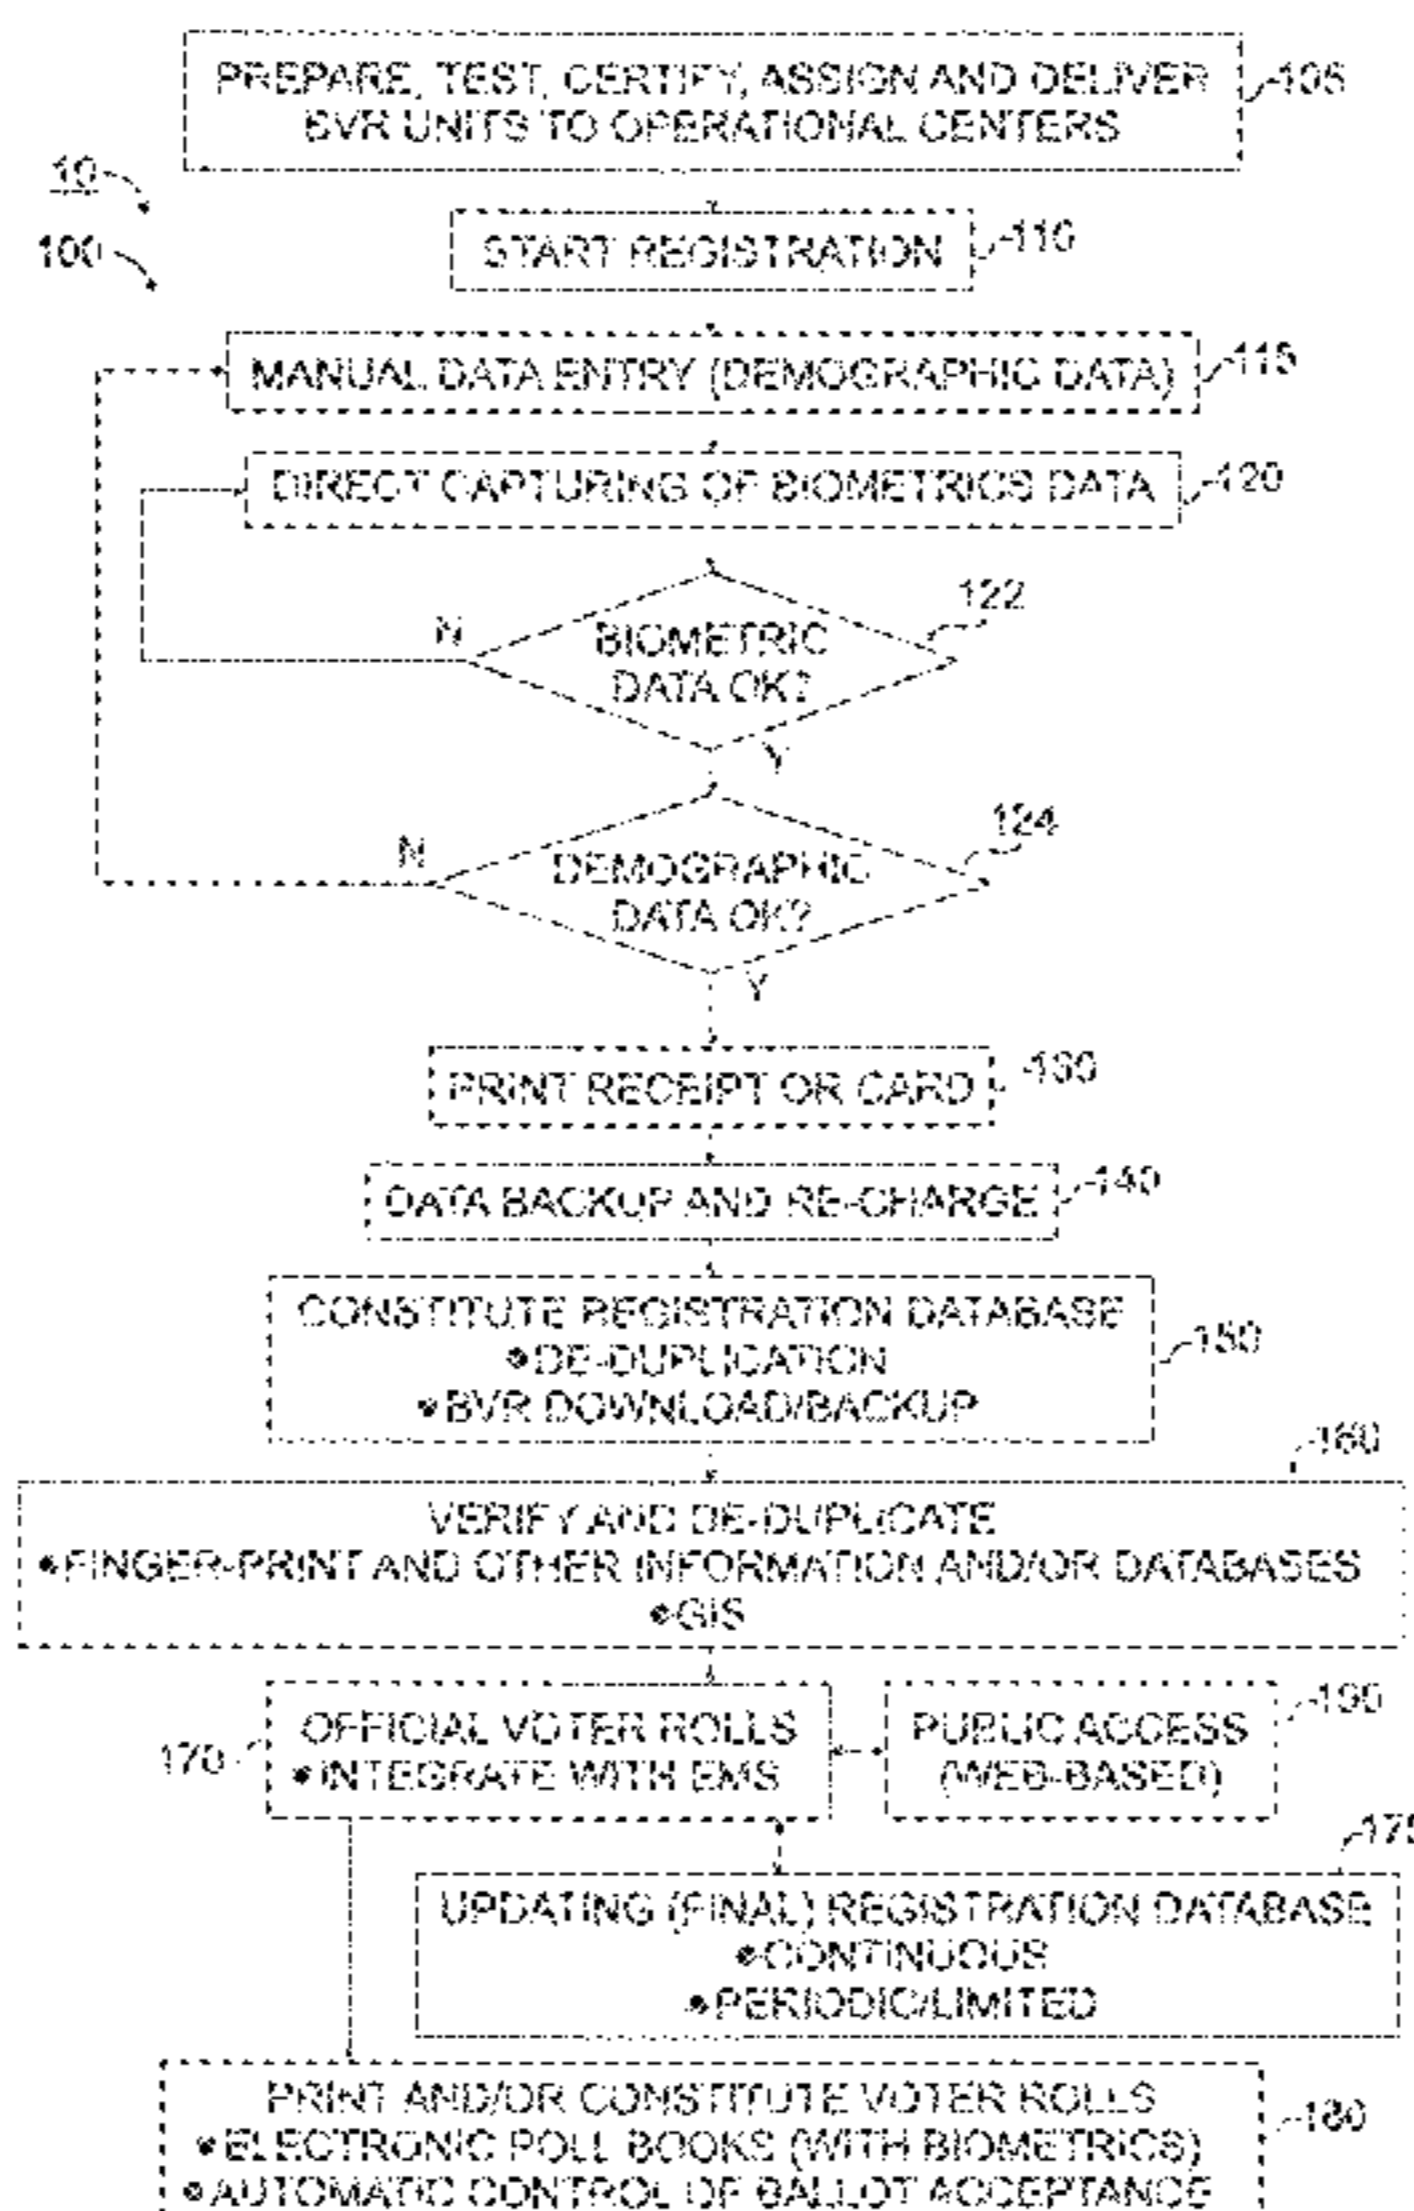 PREPARE, TEST, CERTIFY, ASSIGN AND DELIVER
BVR UNITS TO OPERATIONAL CENTERS
105
10
100
START REGISTRATION
110
MANUAL DATA ENTRY (DEMOGRAPHIC DATA)
115
DIRECT CAPTURING OF BIOMETRICS DATA
120
122
N
BIOMETRIC
DATA OK?
Y
124
N
DEMOGRAPHIC
DATA OK?
Y
PRINT RECEIPT OR CARD
130
DATA BACKUP AND RE-CHARGE
140
CONSTITUTE REGISTRATION DATABASE
•DE-DUPLICATION
•BVR DOWNLOAD/BACKUP
150
160
VERIFY AND DE-DUPLICATE
•FINGER-PRINT AND OTHER INFORMATION AND/OR DATABASES
•GIS
170
OFFICIAL VOTER ROLLS
•INTEGRATE WITH EMS
190
PUBLIC ACCESS
(WEB-BASED)
175
UPDATING (FINAL) REGISTRATION DATABASE
•CONTINUOUS
•PERIODIC/LIMITED
PRINT AND/OR CONSTITUTE VOTER ROLLS
•ELECTRONIC POLL BOOKS (WITH BIOMETRICS)
•AUTOMATIC CONTROL OF BALLOT ACCEPTANCE
180